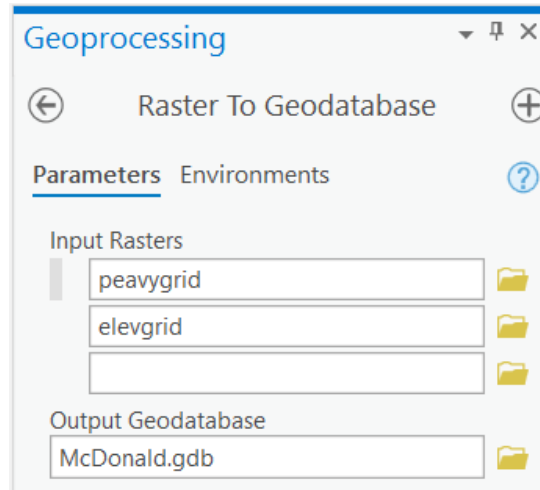 Geoprocessing
Raster To Geodatabase
Parameters Environments
Input Rasters
peavygrid
elevgrid
Output Geodatabase
McDonald.gdb